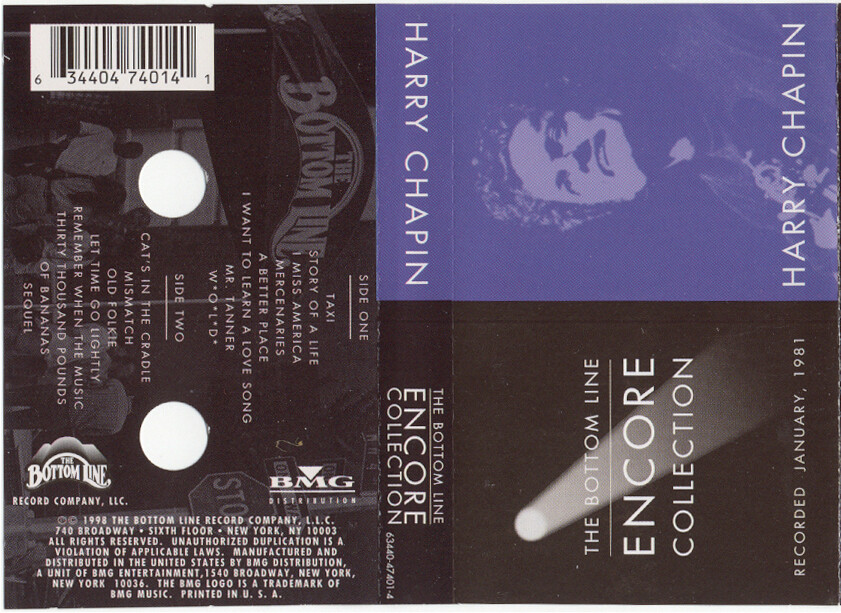 6 34404 74014 1
THE
BOTTOM LINE
SIDE ONE
TAXI
STORY OF A LIFE
I MISS AMERICA
MERCENARIES
A BETTER PLACE
I WANT TO LEARN A LOVE SONG
MR. TANNER
W*O*L*D*
SIDE TWO
CAT'S IN THE CRADLE
MISMATCH
OLD FOLKIE
LET TIME GO LIGHTLY
REMEMBER WHEN THE MUSIC
THIRTY THOUSAND POUNDS
OF BANANAS
SEQUEL
THE
BOTTOM LINE
RECORD COMPANY, LLC.
BMG
DISTRIBUTION
STO
℗© 1998 THE BOTTOM LINE RECORD COMPANY, L.L.C.
740 BROADWAY • SIXTH FLOOR • NEW YORK, NY 10003
ALL RIGHTS RESERVED. UNAUTHORIZED DUPLICATION IS A
VIOLATION OF APPLICABLE LAWS. MANUFACTURED AND
DISTRIBUTED IN THE UNITED STATES BY BMG DISTRIBUTION,
A UNIT OF BMG ENTERTAINMENT,1540 BROADWAY, NEW YORK,
NEW YORK 10036. THE BMG LOGO IS A TRADEMARK OF
BMG MUSIC. PRINTED IN U. S. A.
HARRY CHAPIN
THE BOTTOM LINE
ENCORE
COLLECTION
63440-47401-4
HARRY CHAPIN
THE BOTTOM LINE
ENCORE
COLLECTION
RECORDED JANUARY, 1981